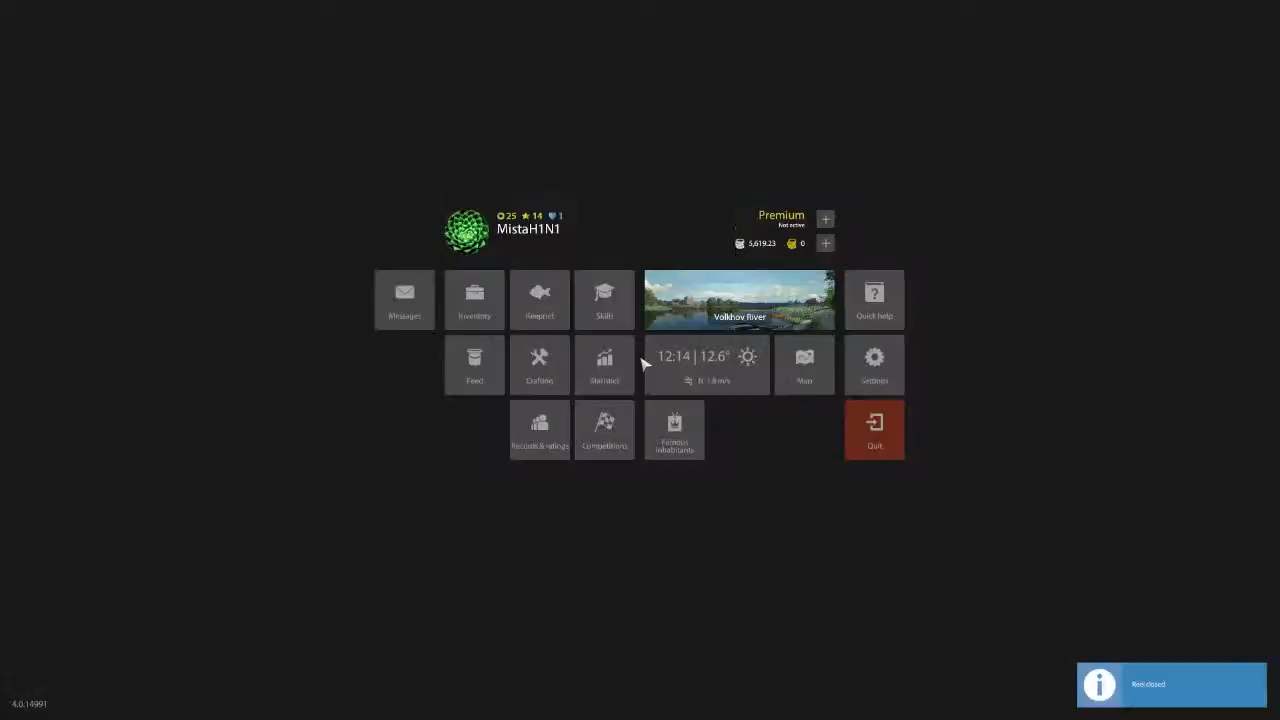 25 14 1
MistaH1N1
Premium
Not active
5,619.23 0
Messages
Inventory
Keepnet
Skills
Volkhov River
Quick help
Feed
Crafting
Statistics
12:14 | 12.6°
N 1.8 m/s
Map
Settings
Records & ratings
Competitions
Famous
inhabitants
Quit
Reel closed
4.0.14991